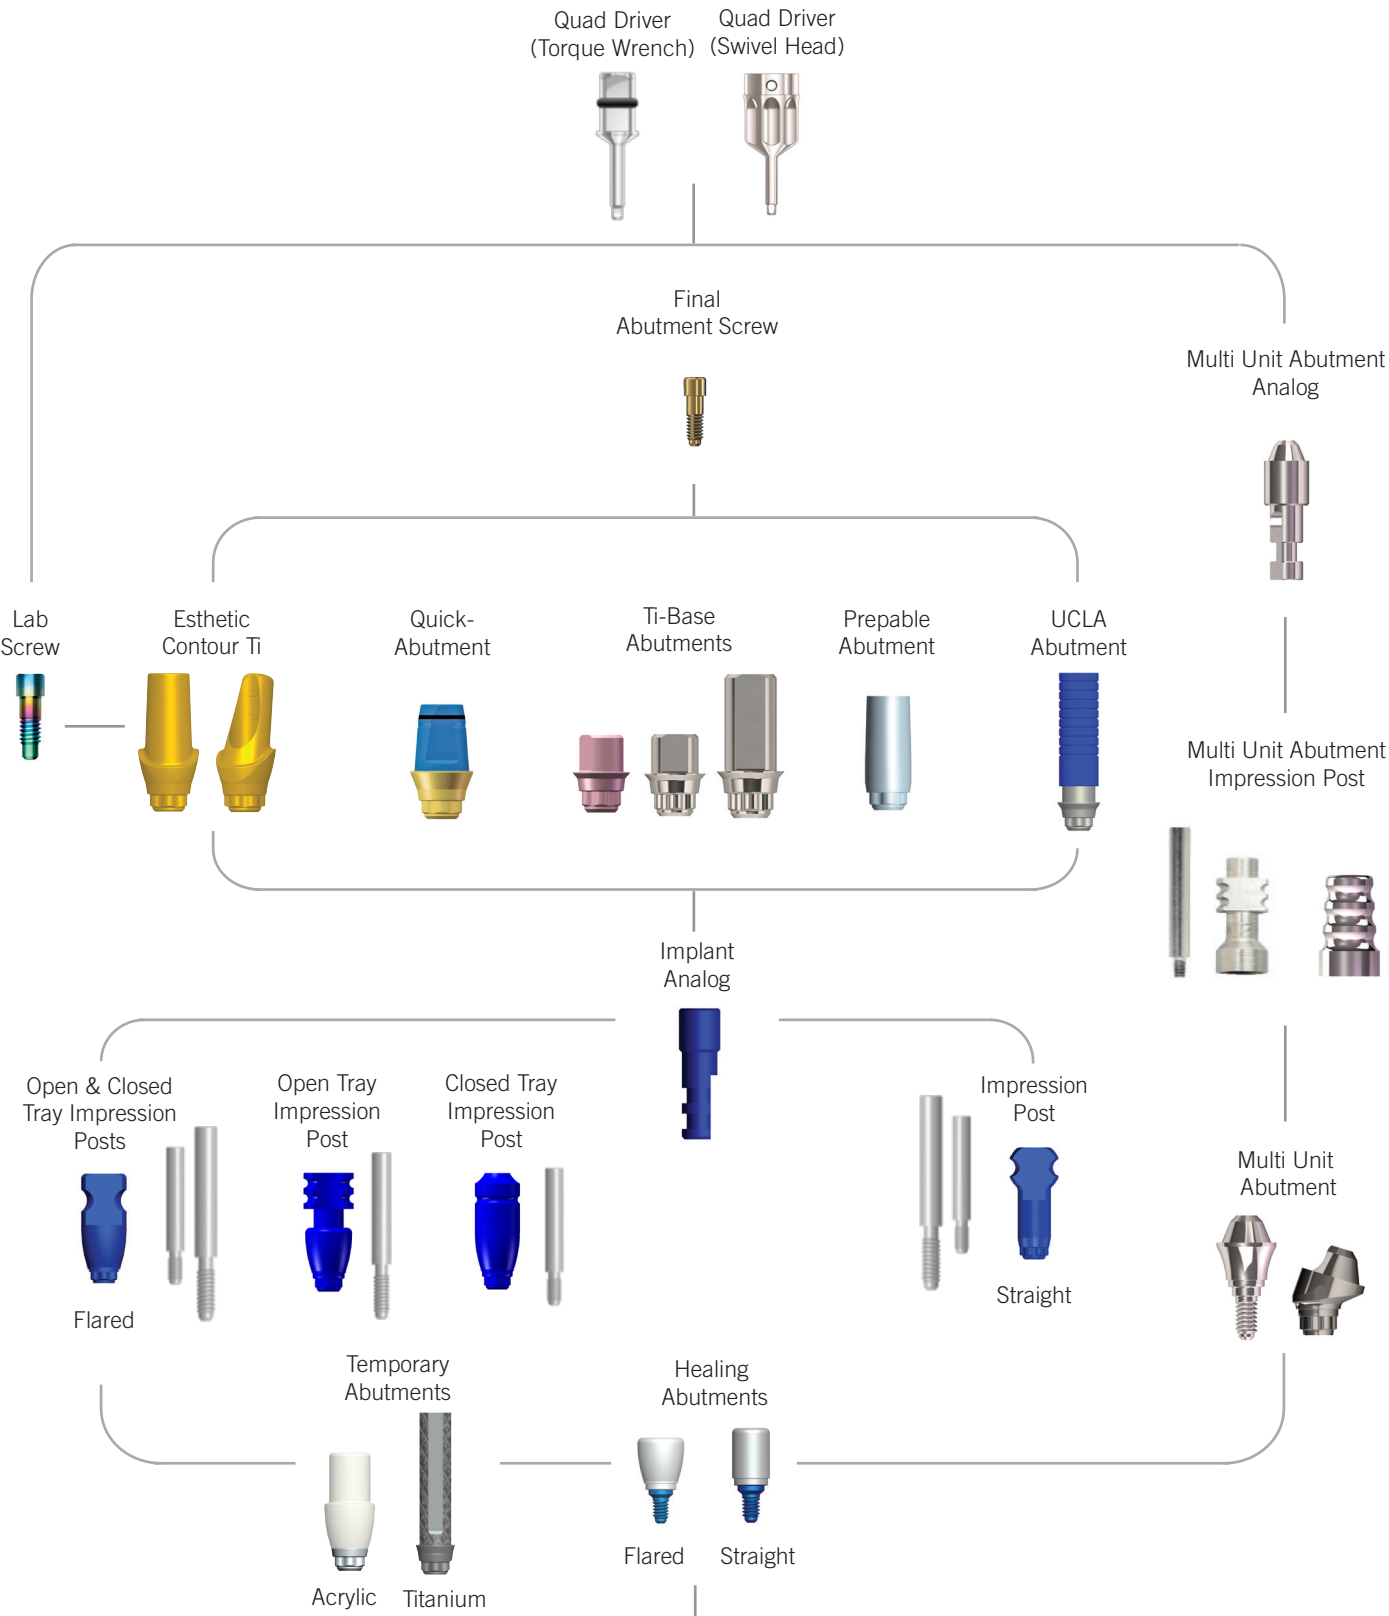 Quad Driver
(Torque Wrench)
Quad Driver
(Swivel Head)
Final
Abutment Screw
Multi Unit Abutment
Analog
Lab
Screw
Esthetic
Contour Ti
Quick-
Abutment
Ti-Base
Abutments
Prepable
Abutment
UCLA
Abutment
Multi Unit Abutment
Impression Post
Implant
Analog
Open & Closed
Tray Impression
Posts
Open Tray
Impression
Post
Closed Tray
Impression
Post
Impression
Post
Multi Unit
Abutment
Flared
Straight
Temporary
Abutments
Healing
Abutments
Acrylic
Titanium
Flared
Straight